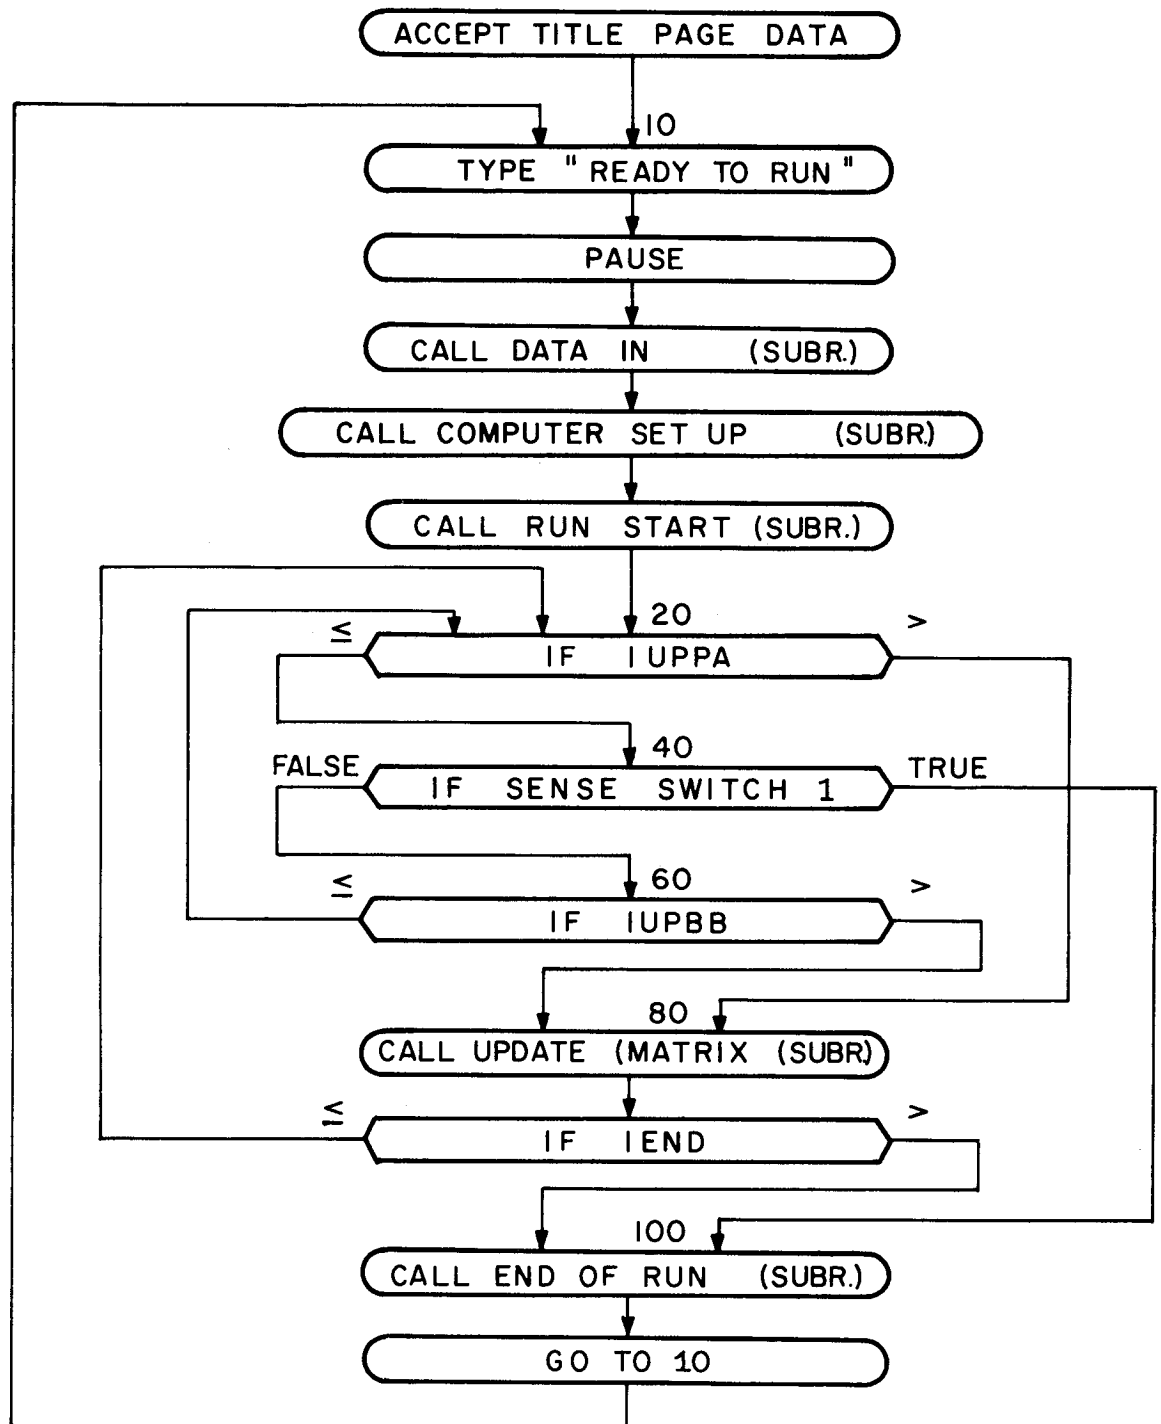 ACCEPT TITLE PAGE DATA
10
TYPE "READY TO RUN"
PAUSE
CALL DATA IN (SUBR.)
CALL COMPUTER SET UP (SUBR.)
CALL RUN START (SUBR.)
20
≤ >
IF IUPPA
40
FALSE TRUE
IF SENSE SWITCH 1
60
≤ >
IF IUPBB
80
CALL UPDATE (MATRIX (SUBR.)
≤ >
IF IEND
100
CALL END OF RUN (SUBR.)
GO TO 10